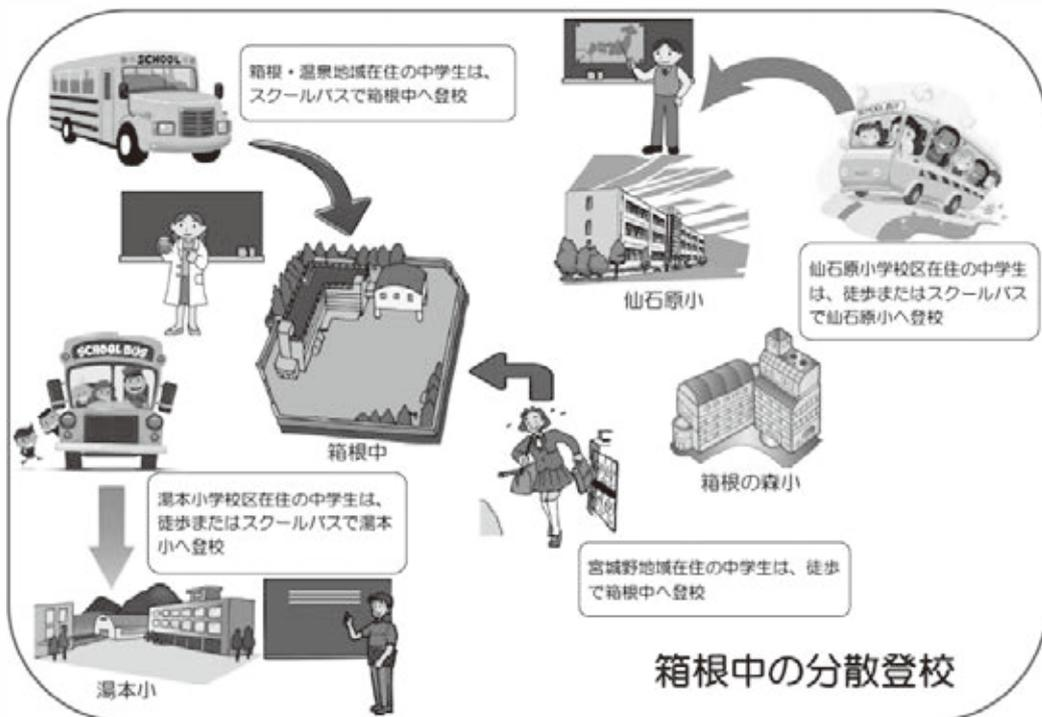 SCHOOL
箱根・温泉地域在住の中学生は、
スクールバスで箱根中へ登校
SCHOOL BUS
仙石原小
仙石原小学校区在住の中学生
は、徒歩またはスクールバス
で仙石原小へ登校
SCHOOL BUS
箱根中
箱根の森小
湯本小学校区在住の中学生は、
徒歩またはスクールバスで湯本
小へ登校
宮城野地域在住の中学生は、徒歩
で箱根中へ登校
湯本小
箱根中の分散登校